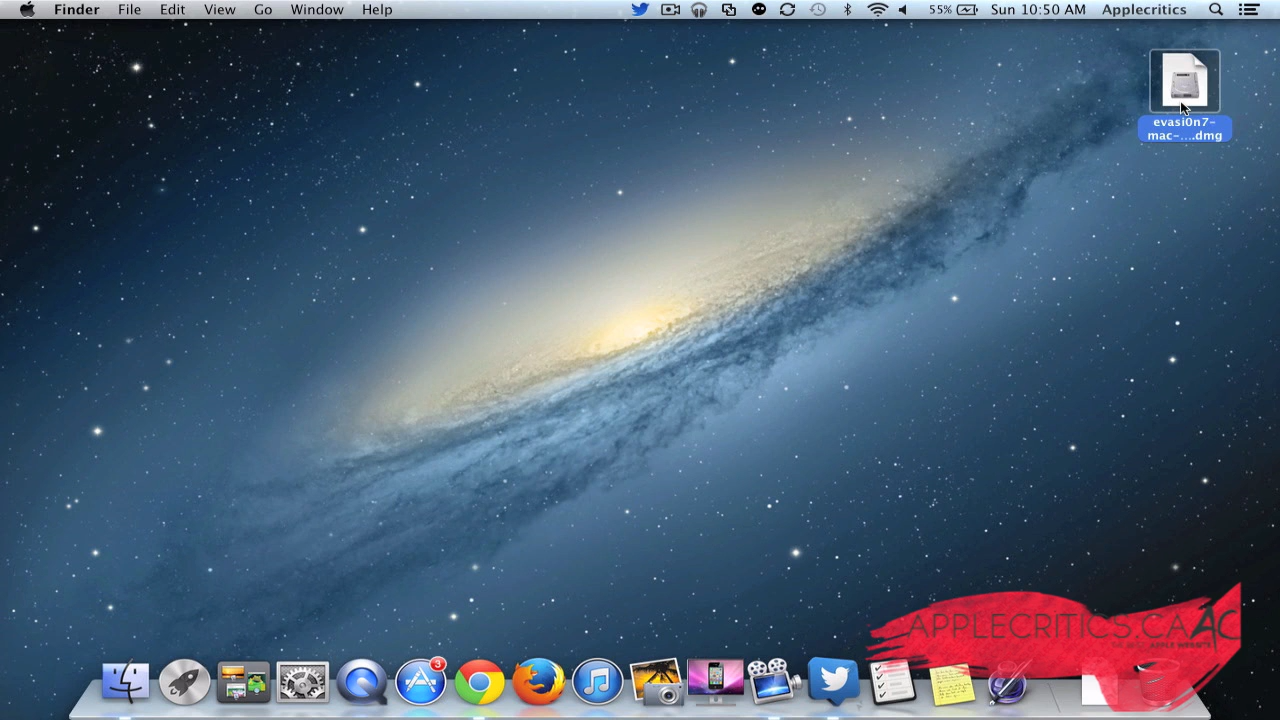 Finder File Edit View Go Window Help 55% Sun 10:50 AM Applecritics
evasi0n7-
mac-....dmg
3
APPLECRITICS.CA AC